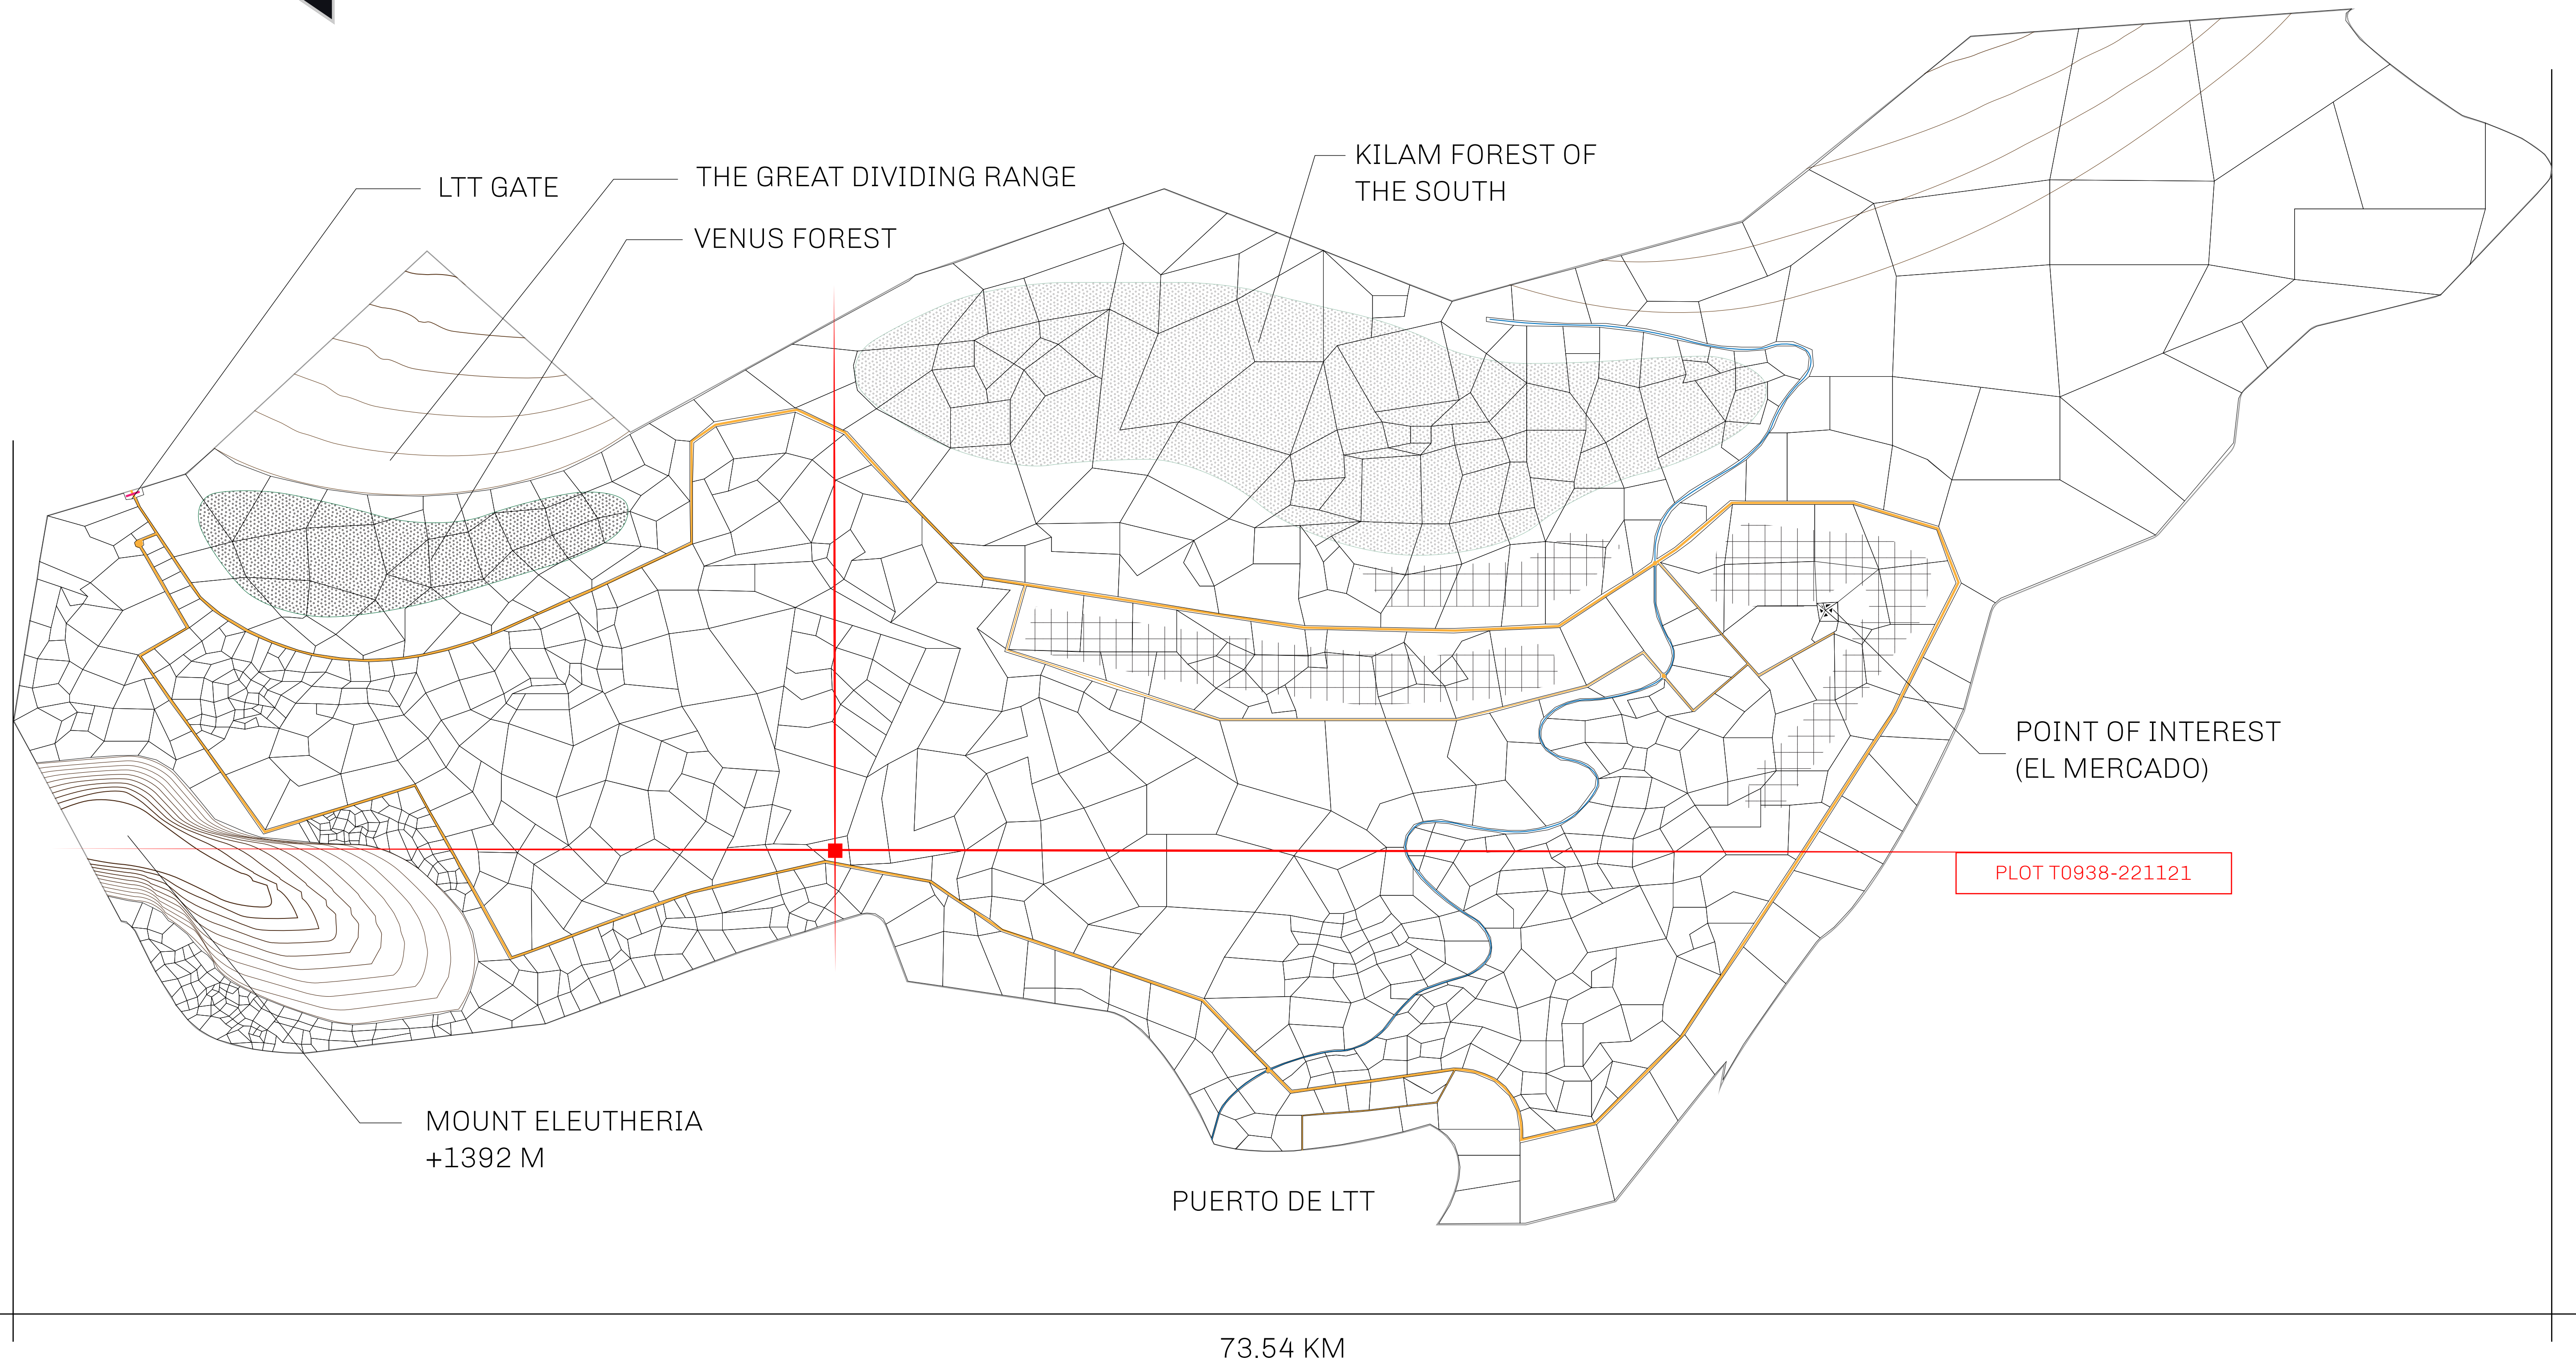 LTT GATE
THE GREAT DIVIDING RANGE
VENUS FOREST
KILAM FOREST OF
THE SOUTH
POINT OF INTEREST
(EL MERCADO)
PLOT T0938-221121
MOUNT ELEUTHERIA
+1392 M
PUERTO DE LTT
73.54 KM